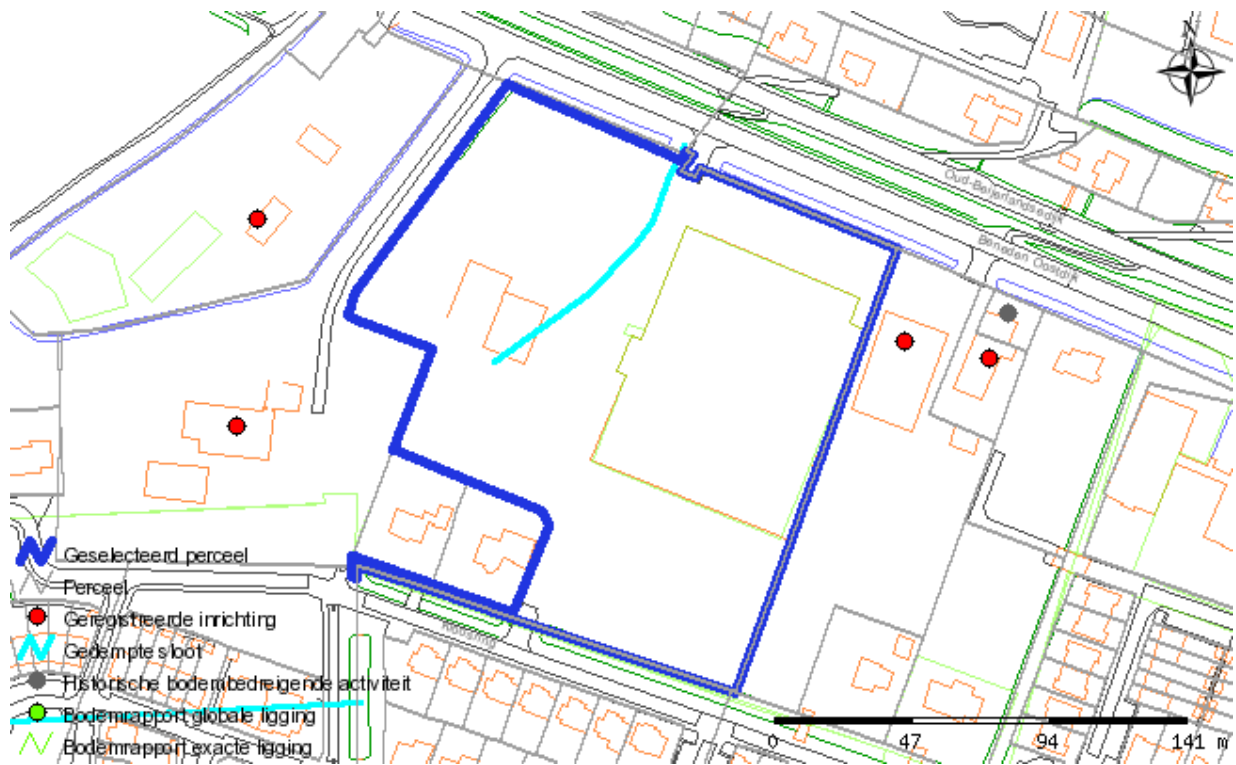 N
Oud-Beijerlandsedijk
Beneden Oostdijk
Geselecteerd perceel
Perceel
Geregistreerde inrichting
Gedempte sloot
Historische bodembedreigende activiteit
Bodemrapport globale ligging
Bodemrapport exacte ligging
0 47 94 141 m